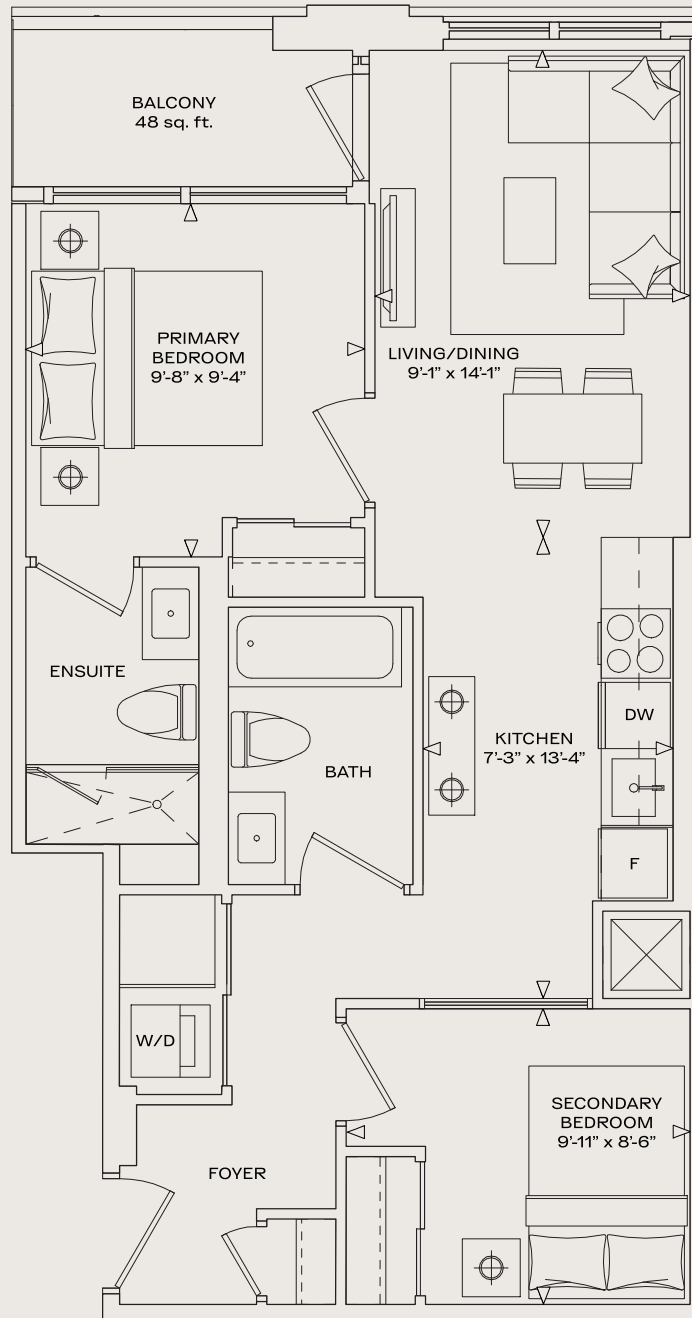 BALCONY
48 sq. ft.
PRIMARY
BEDROOM
9’-8” x 9’-4”
LIVING/DINING
9’-1” x 14’-1”
ENSUITE
BATH
KITCHEN
7’-3” x 13’-4”
DW
F
W/D
SECONDARY
BEDROOM
9’-11” x 8’-6”
FOYER